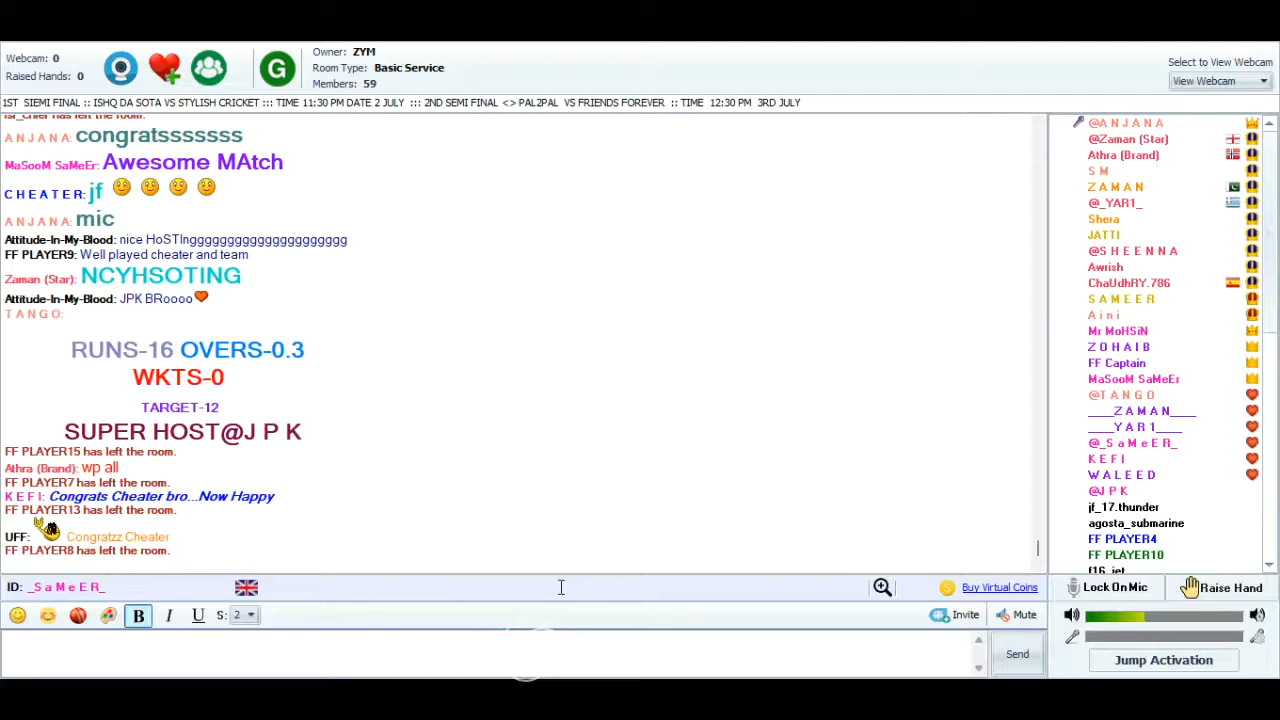 Webcam: 0
Raised Hands: 0
G
Owner: ZYM
Room Type: Basic Service
Members: 59
Select to View Webcam
View Webcam
1ST SIEMI FINAL :: ISHQ DA SOTA VS STYLISH CRICKET ::: TIME 11:30 PM DATE 2 JULY ::: 2ND SEMI FINAL <> PAL2PAL VS FRIENDS FOREVER :: TIME 12:30 PM 3RD JULY
has left the room.
A N J A N A: congratsssssss
MaSooM SaMeEr: Awesome MAtch
C H E A T E R: jf
A N J A N A: mic
Attitude-In-My-Blood: nice HoSTIngggggggggggggggggggg
FF PLAYER9: Well played cheater and team
Zaman (Star): NCYHSOTING
Attitude-In-My-Blood: JPK BRoooo
T A N G O:
RUNS-16 OVERS-0.3
WKTS-0
TARGET-12
SUPER HOST@J P K
FF PLAYER15 has left the room.
Athra (Brand): wp all
FF PLAYER7 has left the room.
K E F I: Congrats Cheater bro...Now Happy
FF PLAYER13 has left the room.
UFF: Congratzz Cheater
FF PLAYER8 has left the room.
@A N J A N A
@Zaman (Star)
Athra (Brand)
S M
Z A M A N
@_YAR1_
Shera
JATTI
@S H E E N N A
Awrish
ChaUdhRY.786
S A M E E R
A i n i
Mr MoHSiN
Z O H A I B
FF Captain
MaSooM SaMeEr
@T A N G O
____Z A M A N____
____Y A R 1____
@_S a M e E R_
K E F I
W A L E E D
@J P K
jf_17.thunder
agosta_submarine
FF PLAYER4
FF PLAYER10
f16_jet
ID: _S a M e E R_
Buy Virtual Coins
Lock On Mic
Raise Hand
B I U S: 2
Invite
Mute
Send
Jump Activation